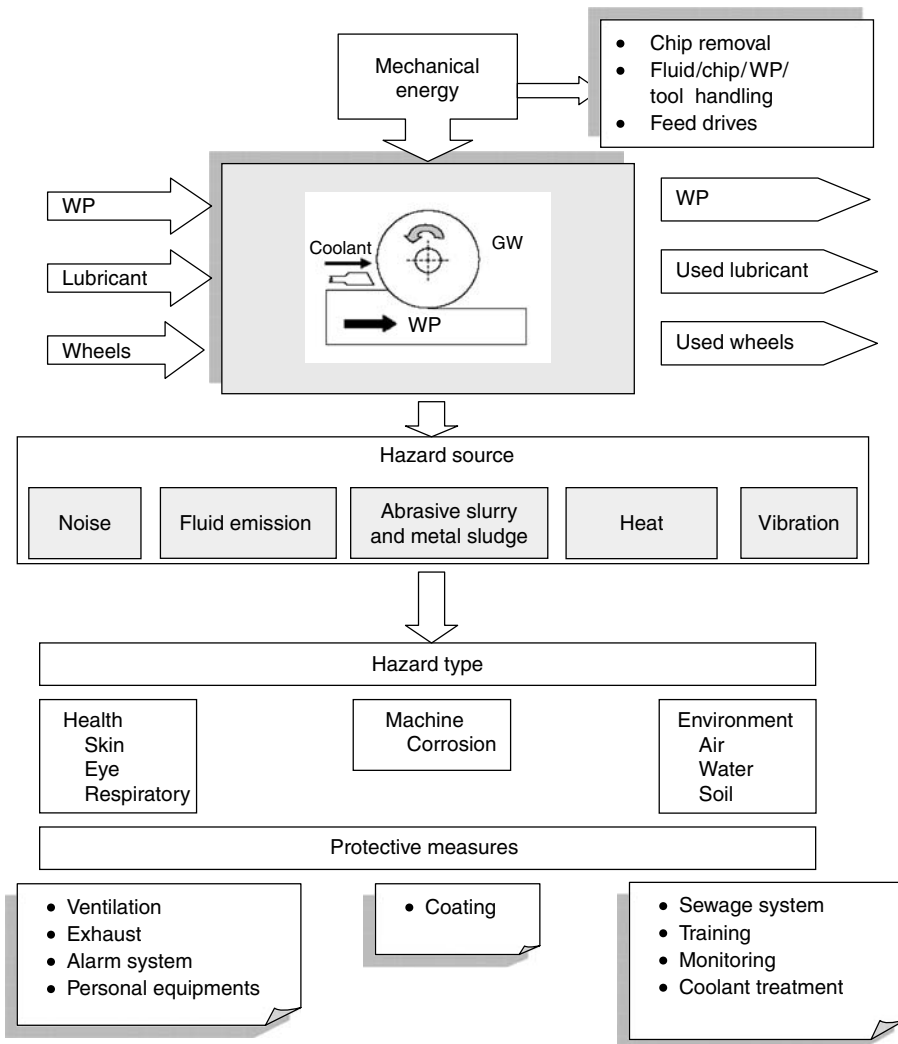 Mechanical
energy
• Chip removal
• Fluid/chip/WP/
tool handling
• Feed drives
WP
Lubricant
Wheels
Coolant
GW
WP
WP
Used lubricant
Used wheels
Hazard source
Noise
Fluid emission
Abrasive slurry
and metal sludge
Heat
Vibration
Hazard type
Health
Skin
Eye
Respiratory
Machine
Corrosion
Environment
Air
Water
Soil
Protective measures
• Ventilation
• Exhaust
• Alarm system
• Personal equipments
• Coating
• Sewage system
• Training
• Monitoring
• Coolant treatment